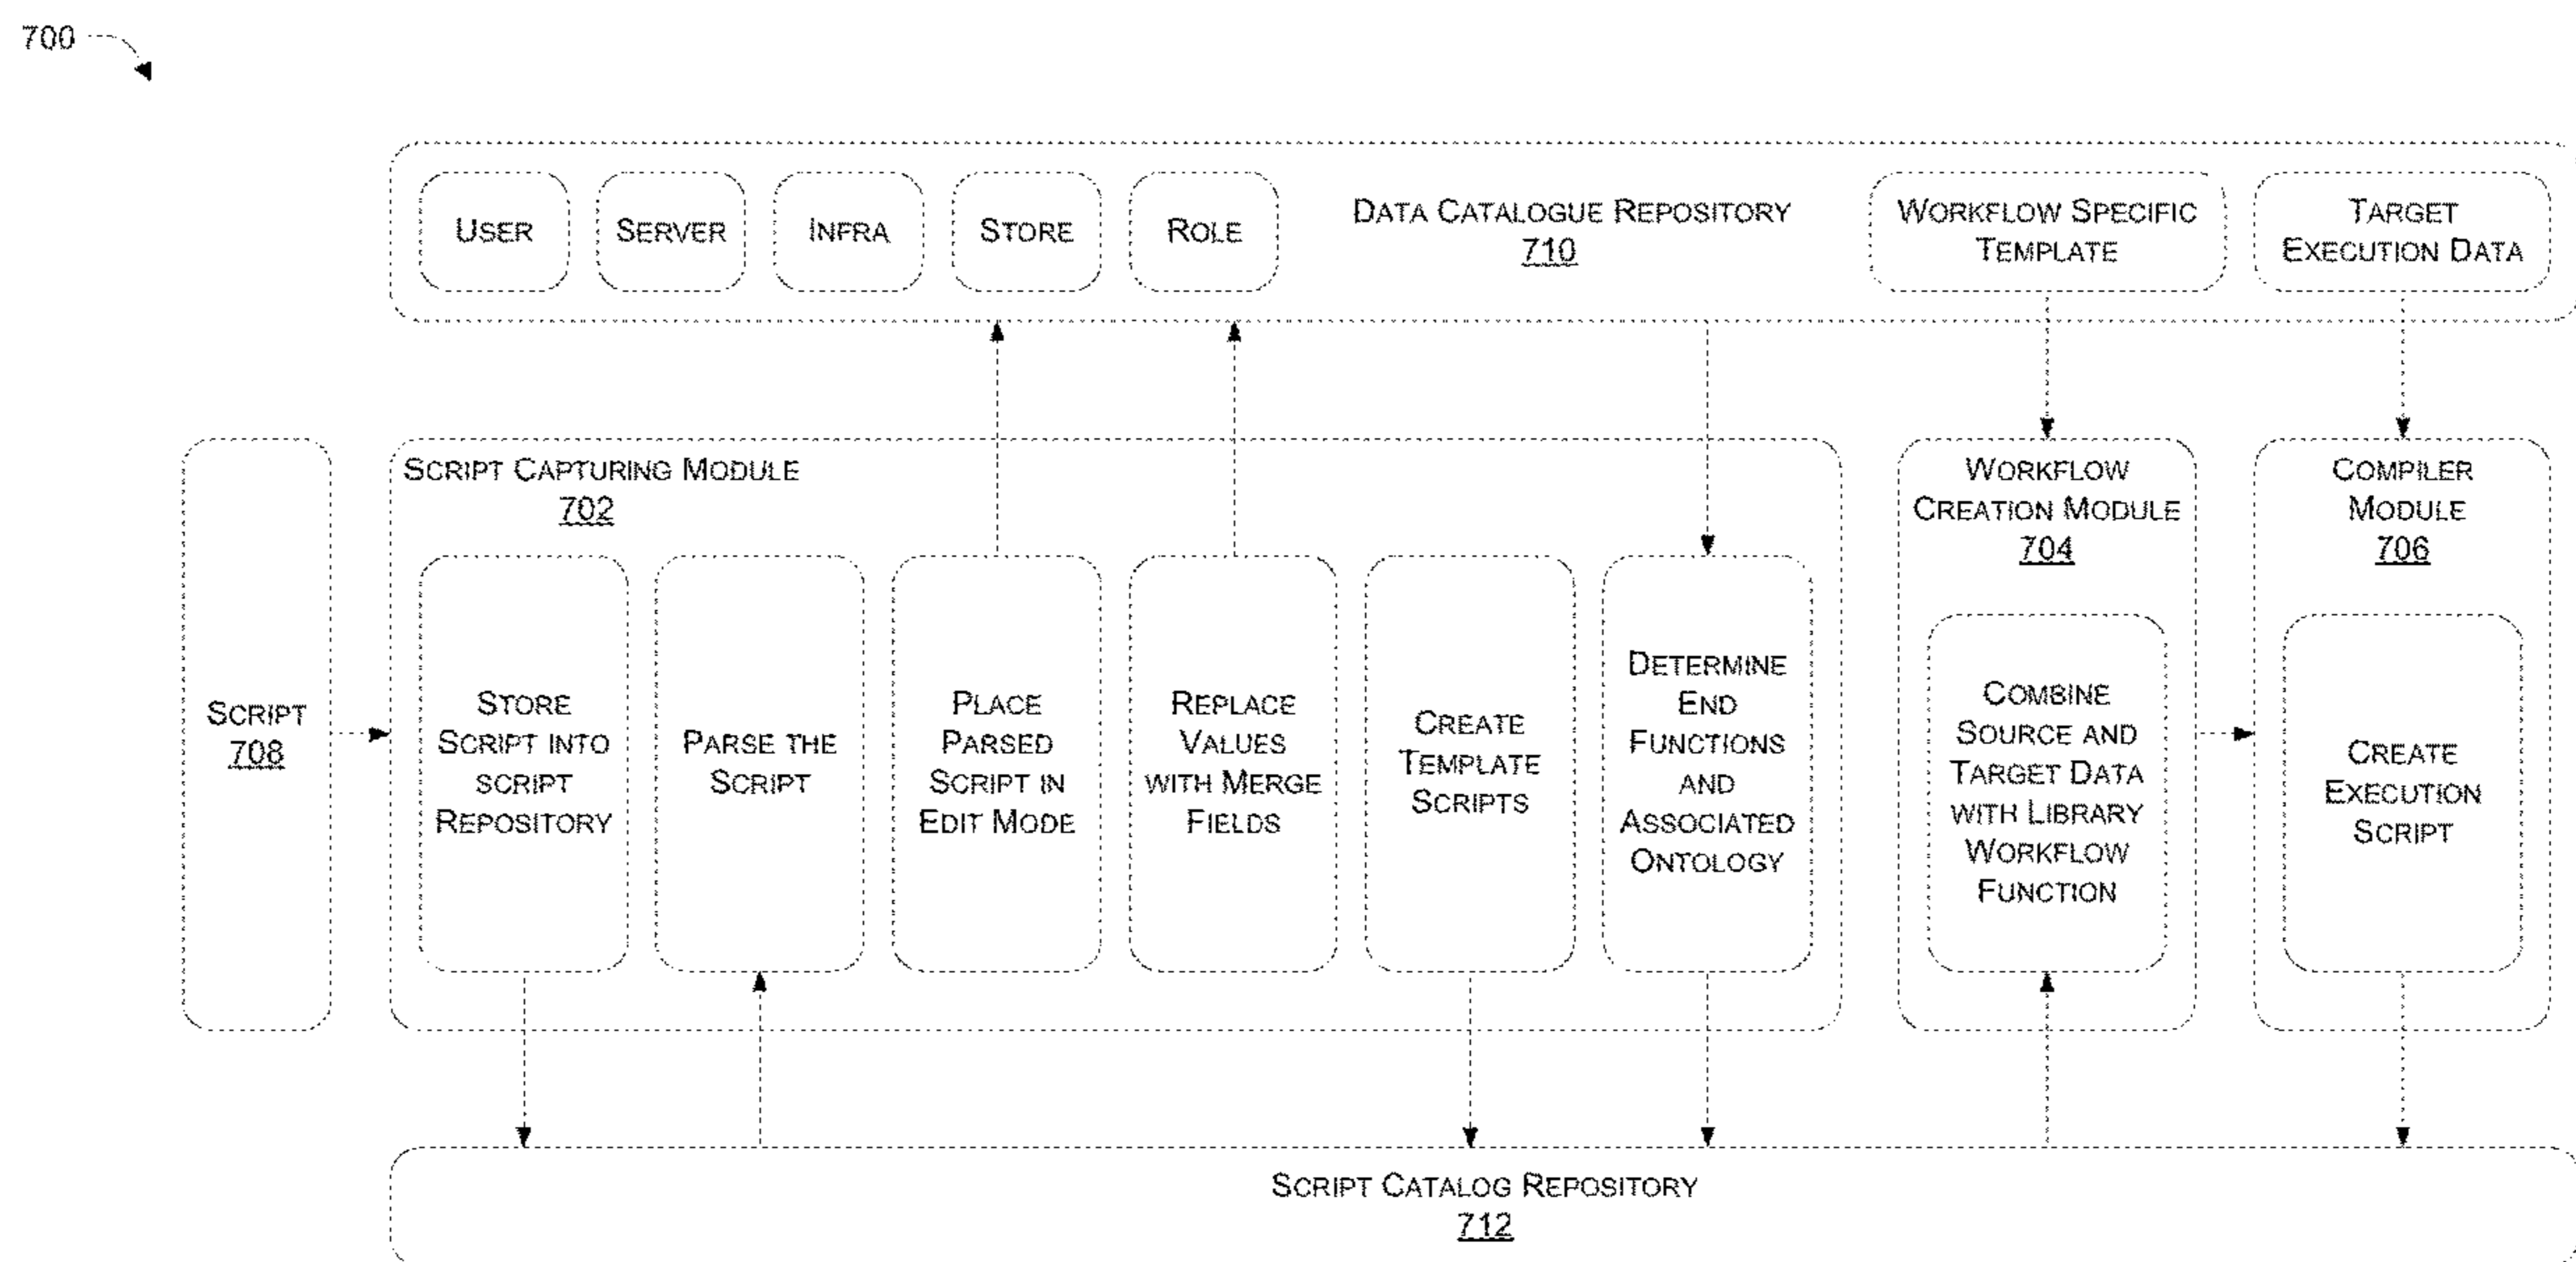 700
USER
SERVER
INFRA
STORE
ROLE
DATA CATALOGUE REPOSITORY
710
WORKFLOW SPECIFIC
TEMPLATE
TARGET
EXECUTION DATA
SCRIPT
708
SCRIPT CAPTURING MODULE
702
STORE
SCRIPT INTO
SCRIPT
REPOSITORY
PARSE THE
SCRIPT
PLACE
PARSED
SCRIPT IN
EDIT MODE
REPLACE
VALUES
WITH MERGE
FIELDS
CREATE
TEMPLATE
SCRIPTS
DETERMINE
END
FUNCTIONS
AND
ASSOCIATED
ONTOLOGY
WORKFLOW
CREATION MODULE
704
COMBINE
SOURCE AND
TARGET DATA
WITH LIBRARY
WORKFLOW
FUNCTION
COMPILER
MODULE
706
CREATE
EXECUTION
SCRIPT
SCRIPT CATALOG REPOSITORY
712